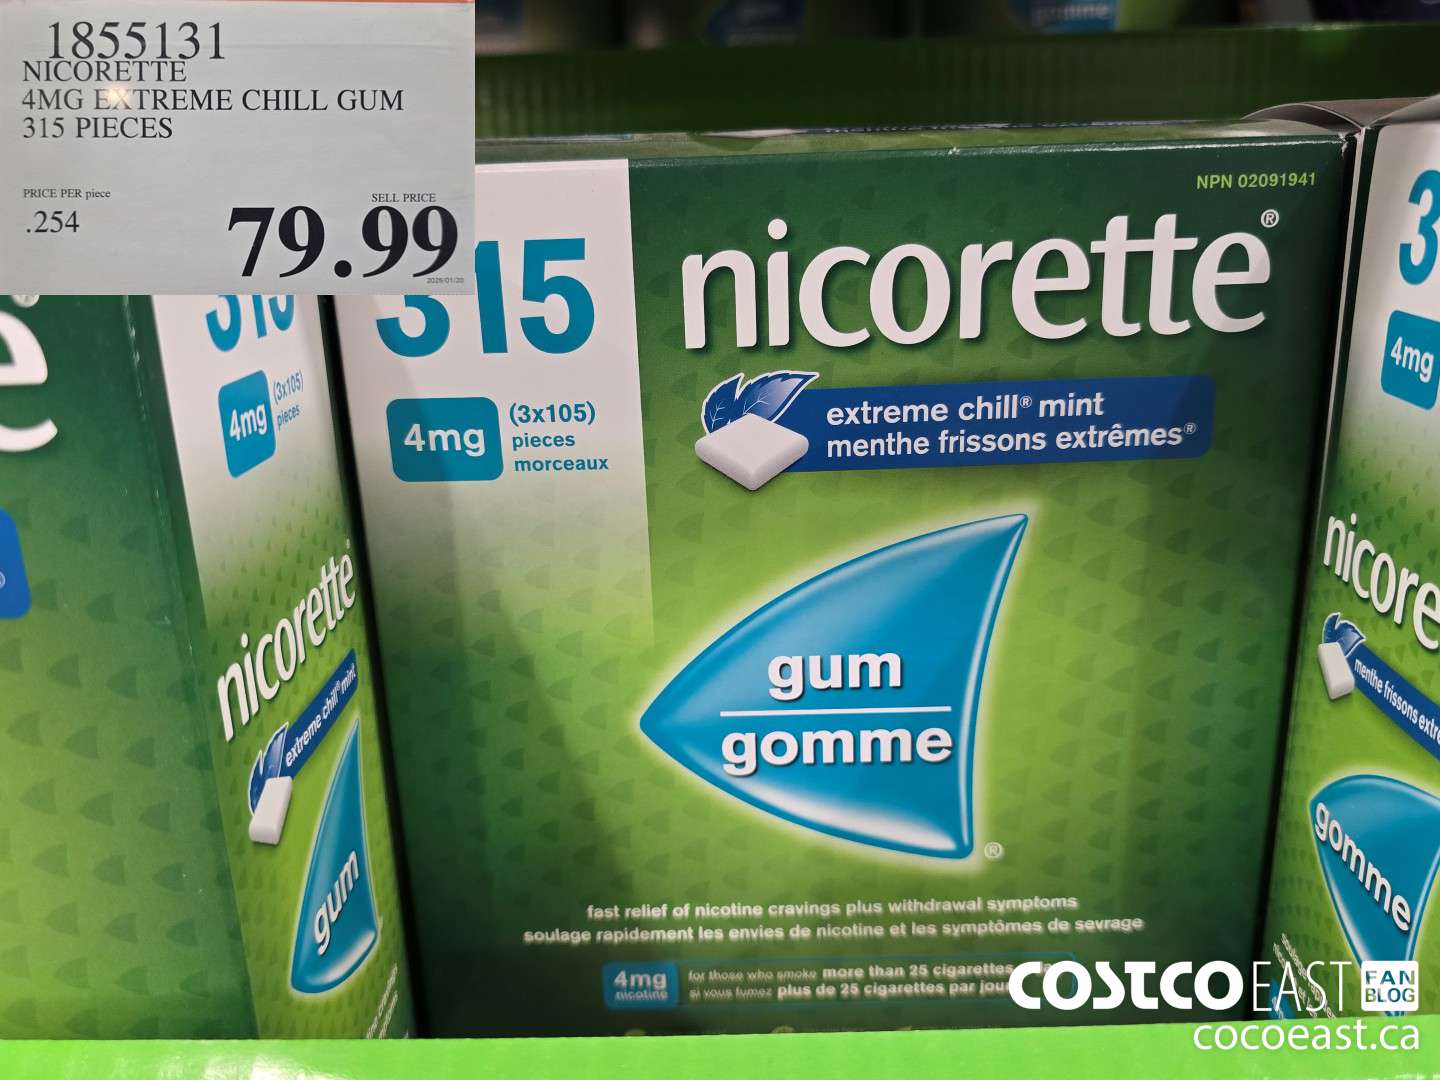 1855131
NICORETTE
4MG EXTREME CHILL GUM
315 PIECES
PRICE PER piece
.254
SELL PRICE
79.99
gomme
NPN 02091941
315
nicorette®
4mg
(3x105)
pieces
morceaux
extreme chill® mint
menthe frissons extrêmes®
gum
gomme
®
fast relief of nicotine cravings plus withdrawal symptoms
soulage rapidement les envies de nicotine et les symptômes de sevrage
4mg
nicotine
for those who smoke more than 25 cigarettes
si vous fumez plus de 25 cigarettes par jour
315
4mg
(3x105)
pieces
nicorette
extreme chill® mint
gum
3
4mg
nicore
menthe frissons extr
gomme
COSTCO EAST FAN BLOG
cocoeast.ca